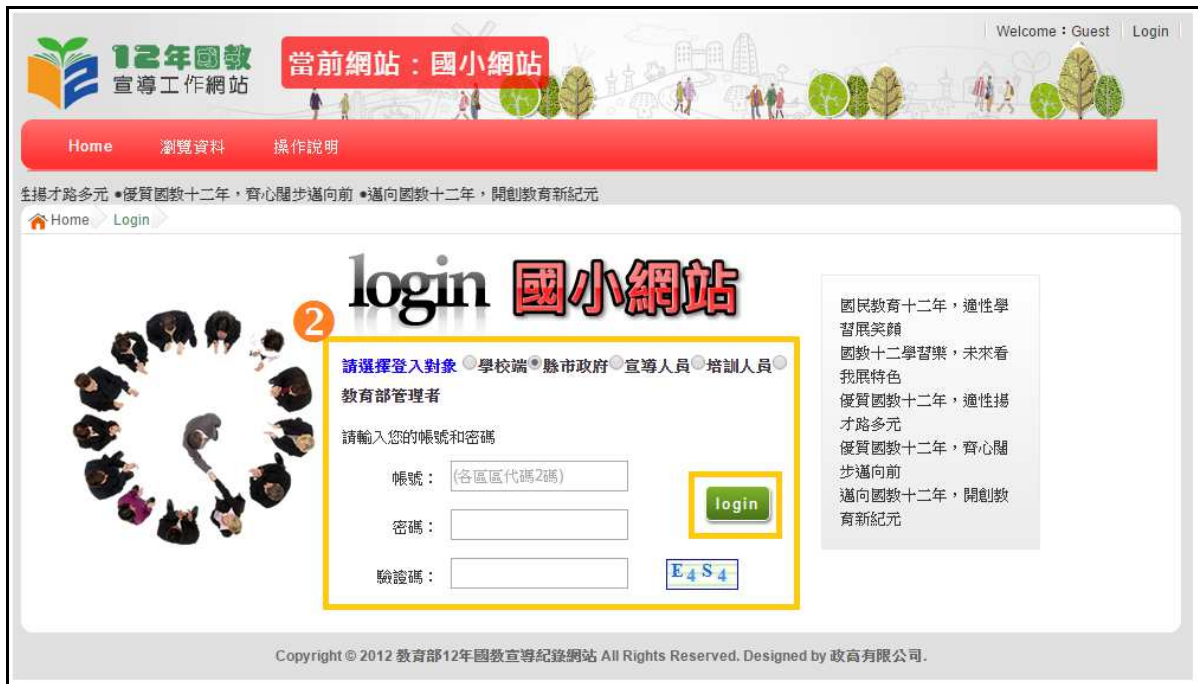 Welcome：Guest
Login
12年國教
宣導工作網站
當前網站：國小網站
Home
瀏覽資料
操作說明
生揚才路多元 ●優質國教十二年，齊心闊步邁向前 ●邁向國教十二年，開創教育新紀元
Home
Login
login 國小網站
2
請選擇登入對象 學校端 縣市政府 宣導人員 培訓人員
教育部管理者
請輸入您的帳號和密碼
帳號： (各區區代碼2碼)
login
密碼：
驗證碼：
E4S4
國民教育十二年，適性學
習展笑顏
國教十二學習樂，未來看
我展特色
優質國教十二年，適性揚
才路多元
優質國教十二年，齊心闊
步邁向前
邁向國教十二年，開創教
育新紀元
Copyright © 2012 教育部12年國教宣導紀錄網站 All Rights Reserved. Designed by 政高有限公司.